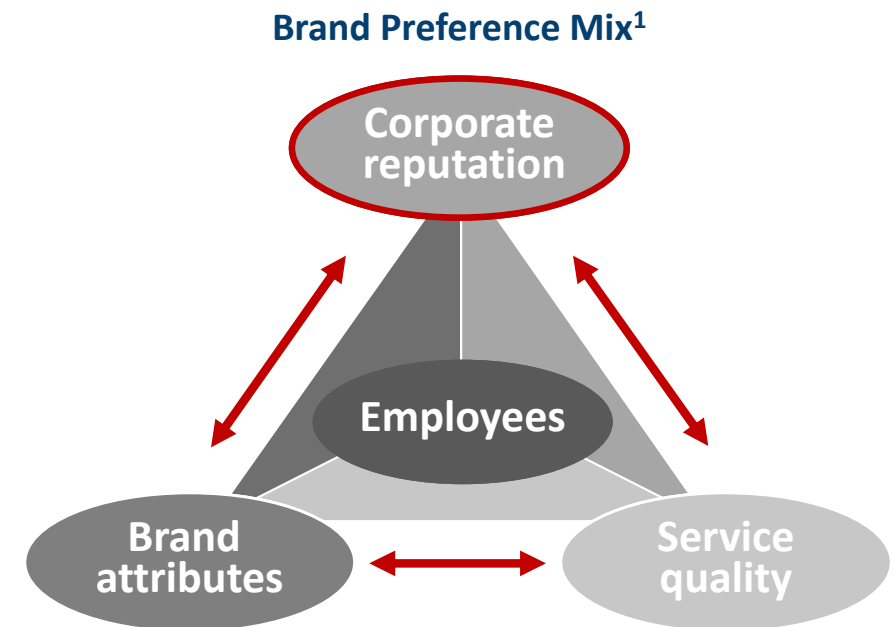 Brand Preference Mix¹
Corporate
reputation
Employees
Brand
attributes
Service
quality